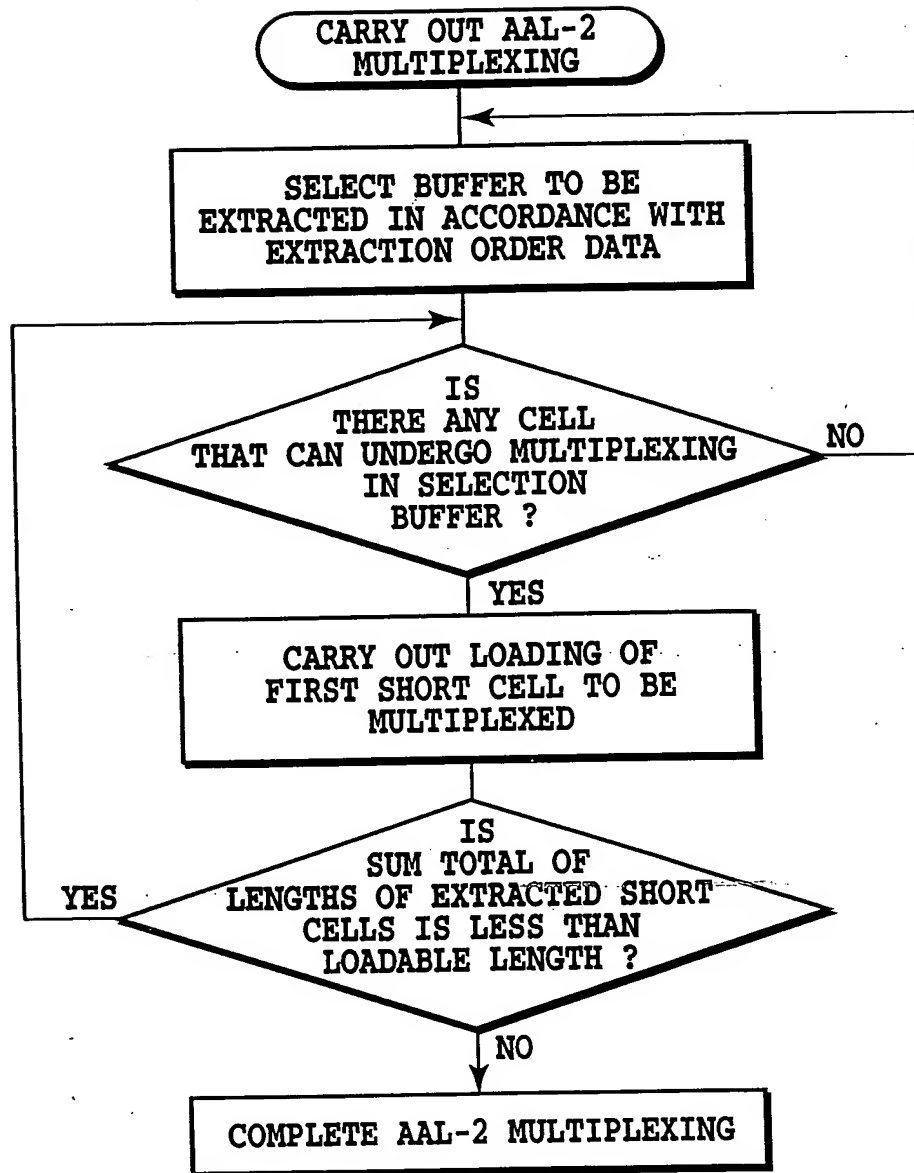 CARRY OUT AAL-2
MULTIPLEXING
SELECT BUFFER TO BE
EXTRACTED IN ACCORDANCE WITH
EXTRACTION ORDER DATA
IS
THERE ANY CELL
THAT CAN UNDERGO MULTIPLEXING
IN SELECTION
BUFFER ?
NO
YES
CARRY OUT LOADING OF
FIRST SHORT CELL TO BE
MULTIPLEXED
IS
SUM TOTAL OF
LENGTHS OF EXTRACTED SHORT
CELLS IS LESS THAN
LOADABLE LENGTH ?
YES
NO
COMPLETE AAL-2 MULTIPLEXING